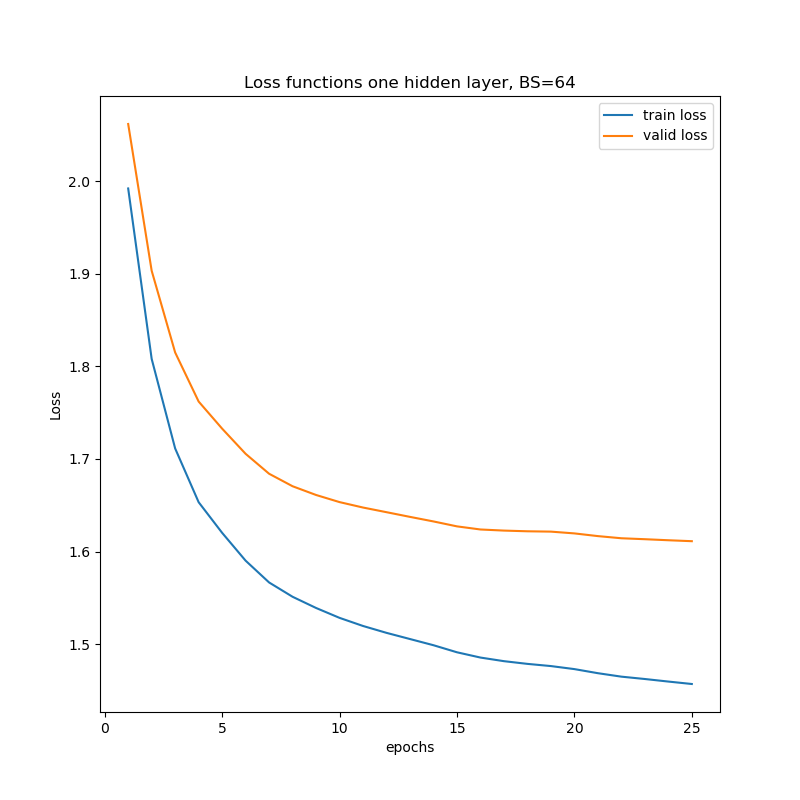 Loss functions one hidden layer, BS=64
train loss
valid loss
2.0
1.9
1.8
1.7
1.6
1.5
Loss
0 5 10 15 20 25
epochs